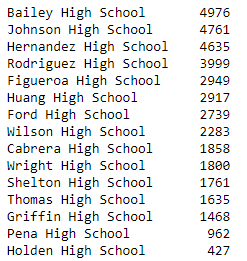 Bailey High School 4976
Johnson High School 4761
Hernandez High School 4635
Rodriguez High School 3999
Figueroa High School 2949
Huang High School 2917
Ford High School 2739
Wilson High School 2283
Cabrera High School 1858
Wright High School 1800
Shelton High School 1761
Thomas High School 1635
Griffin High School 1468
Pena High School 962
Holden High School 427